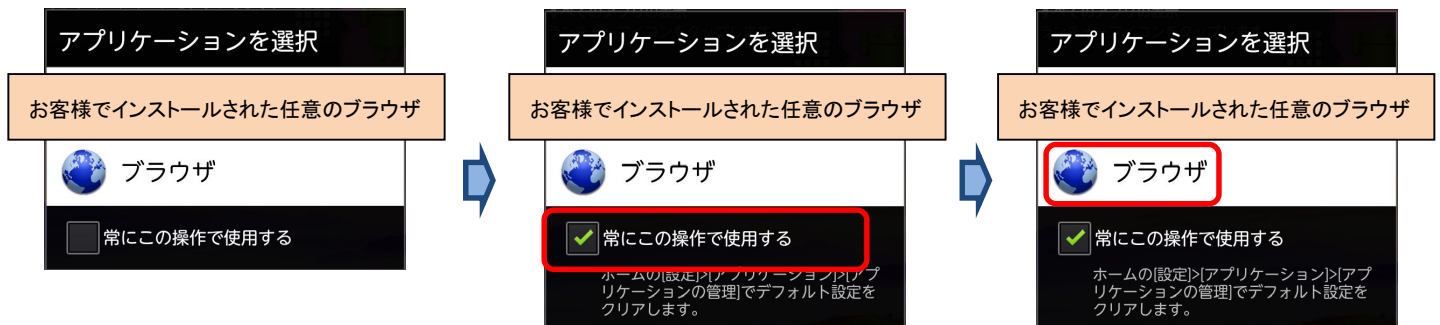 アプリケーションを選択
お客様でインストールされた任意のブラウザ
ブラウザ
常にこの操作で使用する
アプリケーションを選択
お客様でインストールされた任意のブラウザ
ブラウザ
常にこの操作で使用する
ホームの[設定]>[アプリケーション]>[アプ
リケーションの管理]でデフォルト設定を
クリアします。
アプリケーションを選択
お客様でインストールされた任意のブラウザ
ブラウザ
常にこの操作で使用する
ホームの[設定]>[アプリケーション]>[アプ
リケーションの管理]でデフォルト設定を
クリアします。